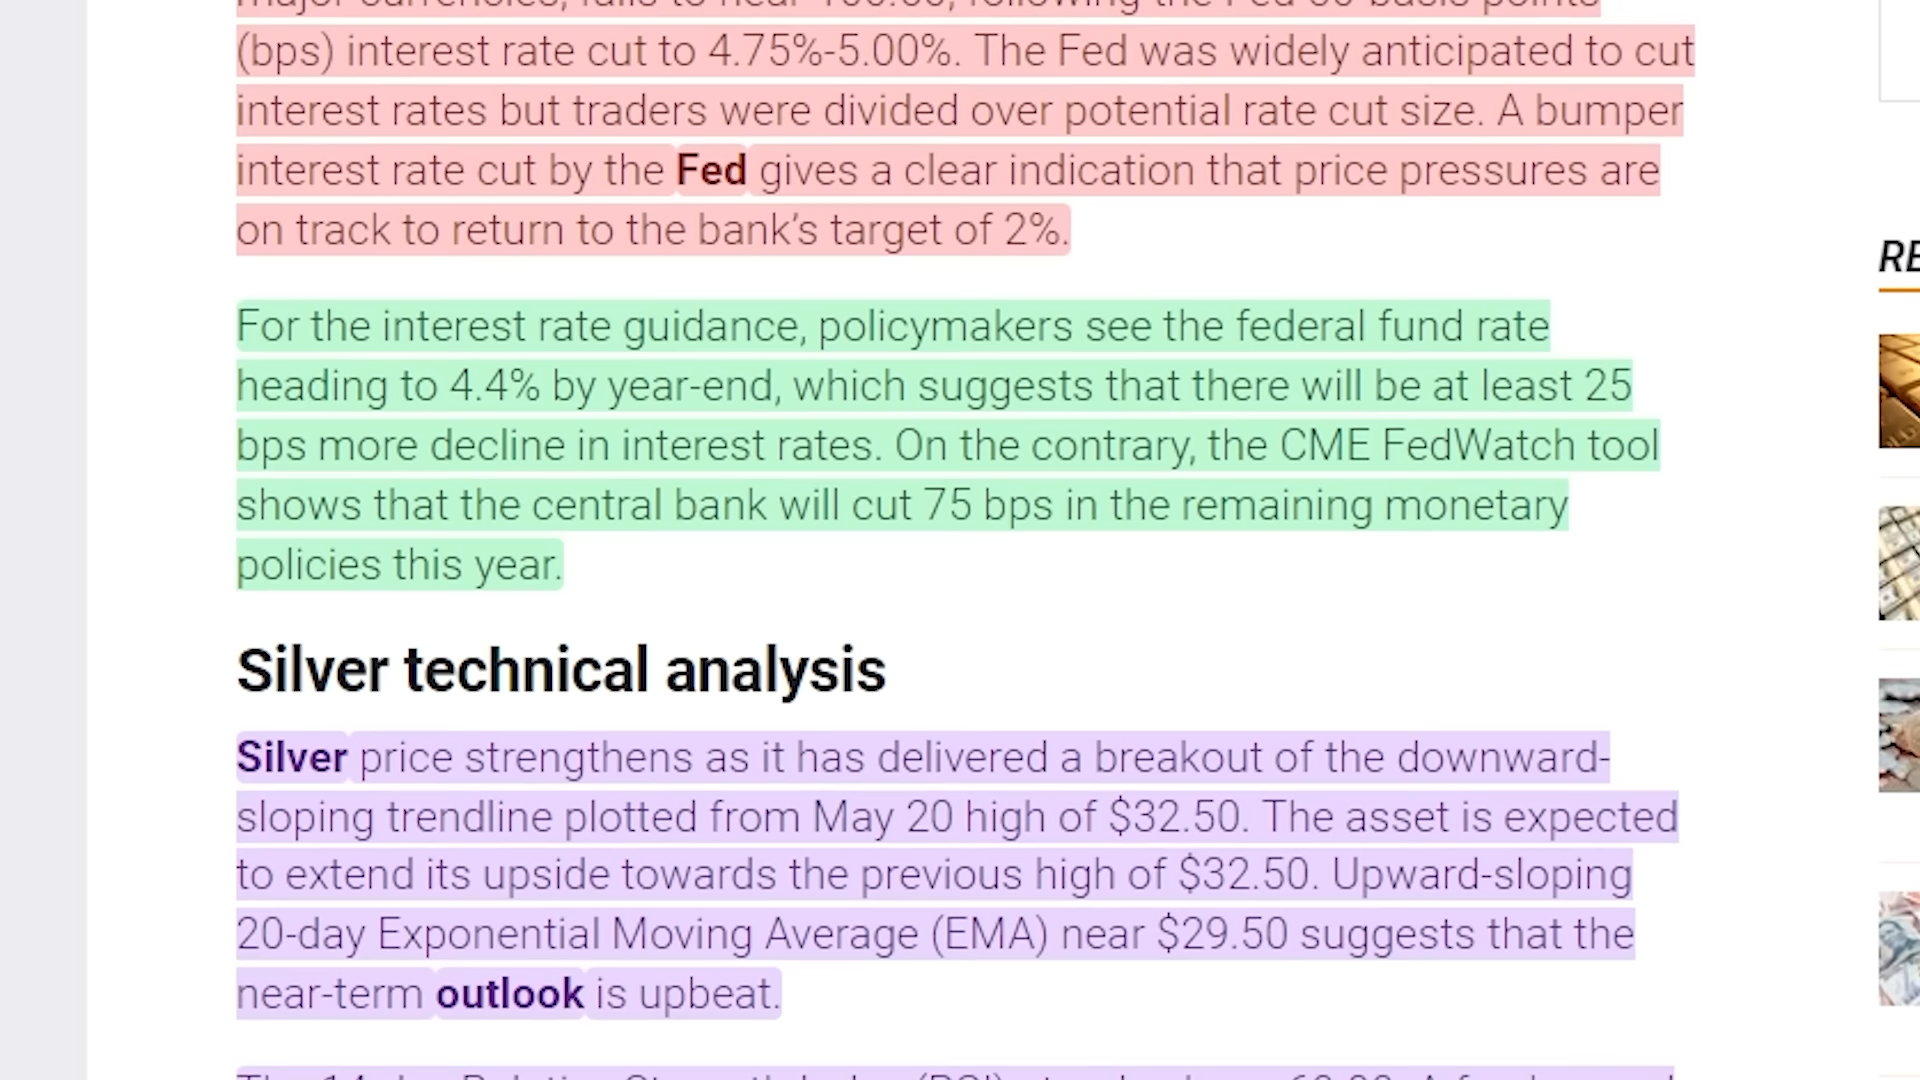 (bps) interest rate cut to 4.75%-5.00%. The Fed was widely anticipated to cut
interest rates but traders were divided over potential rate cut size. A bumper
interest rate cut by the Fed gives a clear indication that price pressures are
on track to return to the bank’s target of 2%.
For the interest rate guidance, policymakers see the federal fund rate
heading to 4.4% by year-end, which suggests that there will be at least 25
bps more decline in interest rates. On the contrary, the CME FedWatch tool
shows that the central bank will cut 75 bps in the remaining monetary
policies this year.
Silver technical analysis
Silver price strengthens as it has delivered a breakout of the downward-
sloping trendline plotted from May 20 high of $32.50. The asset is expected
to extend its upside towards the previous high of $32.50. Upward-sloping
20-day Exponential Moving Average (EMA) near $29.50 suggests that the
near-term outlook is upbeat.
RE